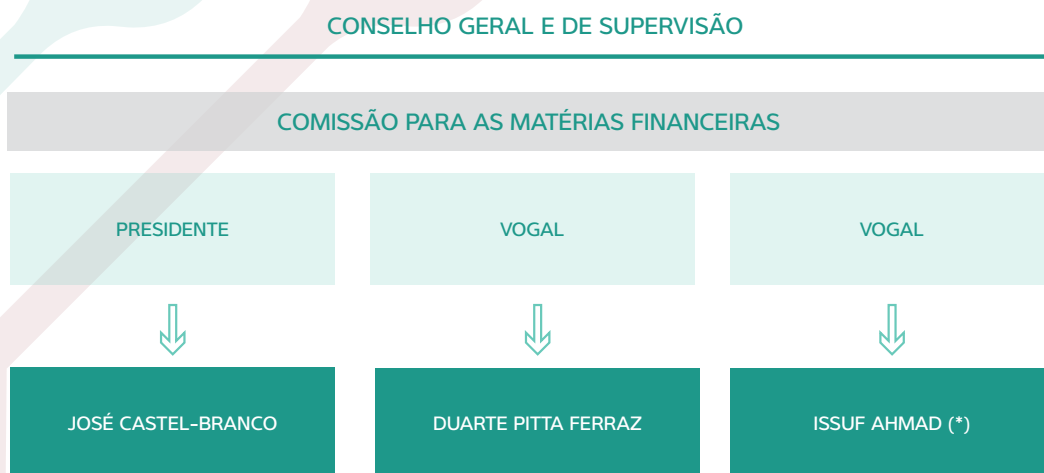 CONSELHO GERAL E DE SUPERVISÃO
COMISSÃO PARA AS MATÉRIAS FINANCEIRAS
PRESIDENTE
VOGAL
VOGAL
JOSÉ CASTEL-BRANCO
DUARTE PITTA FERRAZ
ISSUF AHMAD (*)